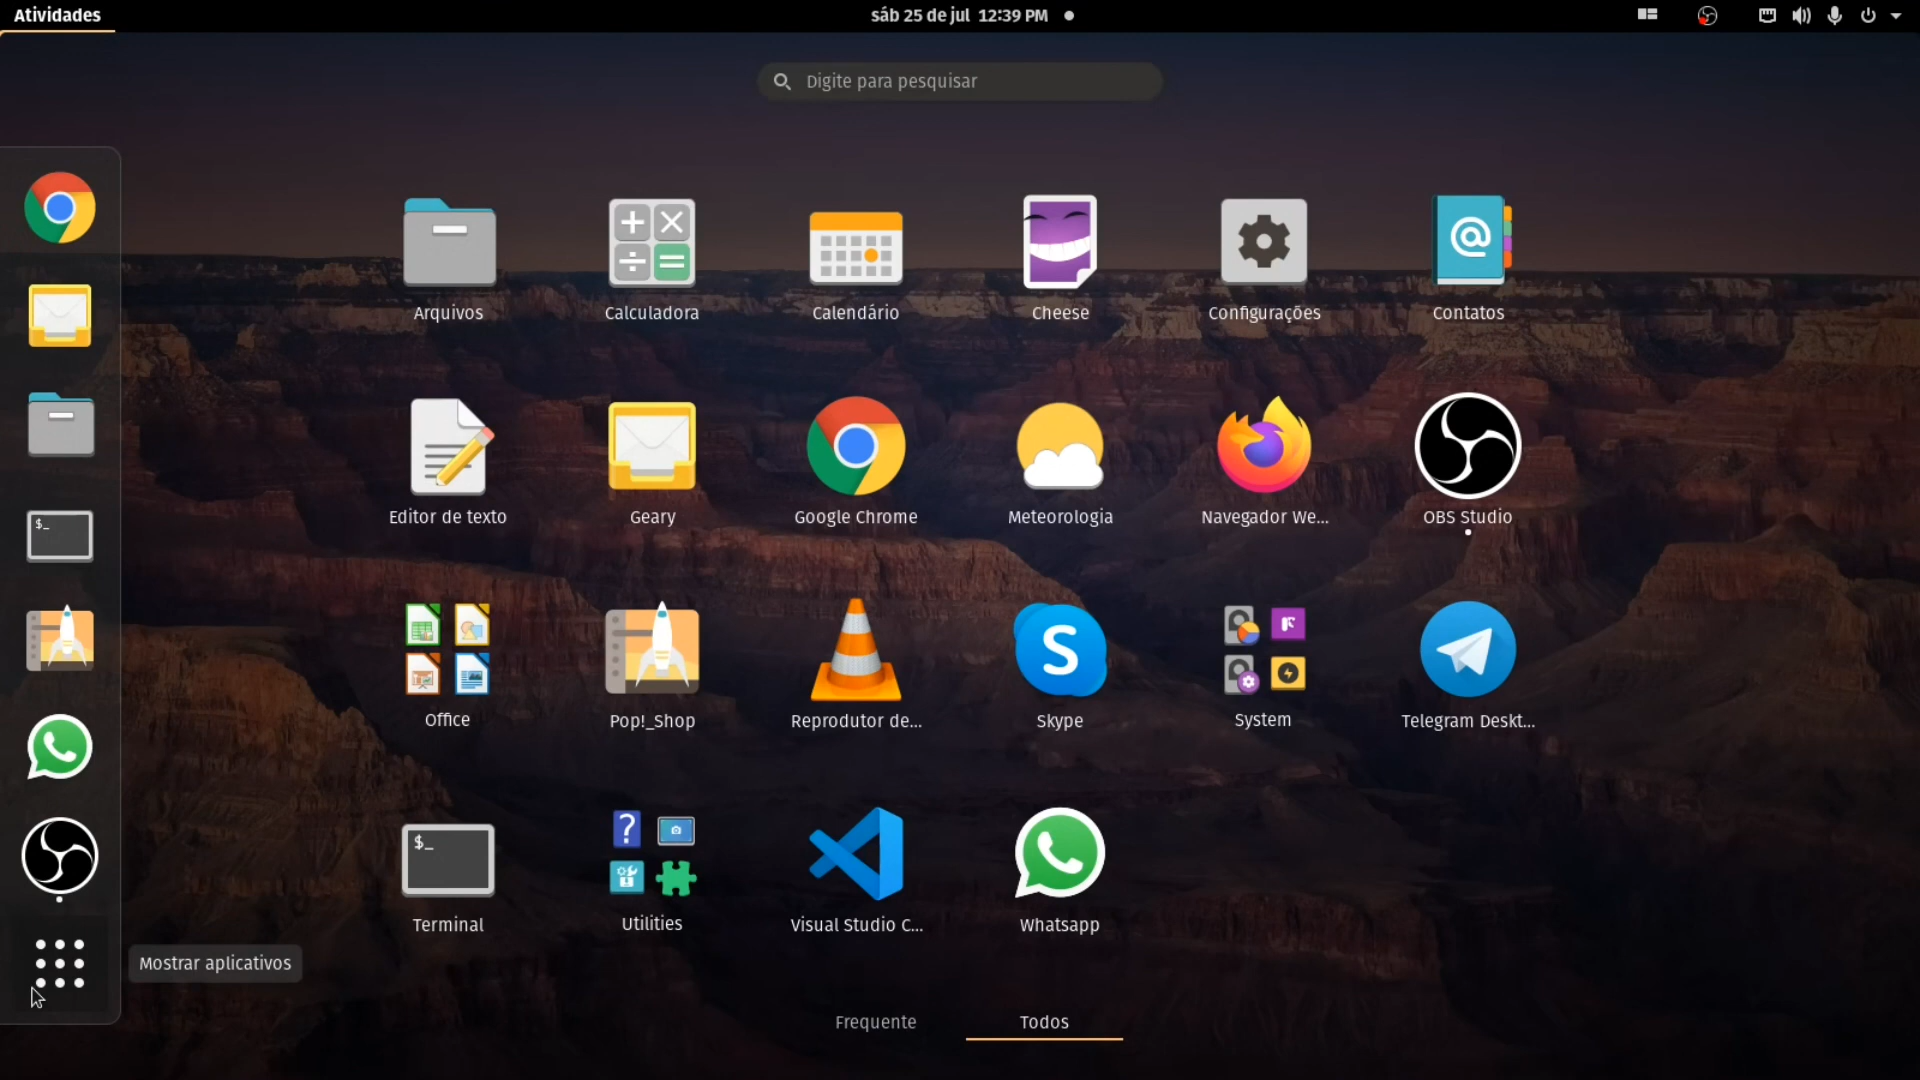 Atividades
sáb 25 de jul 12:39 PM
Digite para pesquisar
Arquivos
Calculadora
Calendário
Cheese
Configurações
Contatos
Editor de texto
Geary
Google Chrome
Meteorologia
Navegador We...
OBS Studio
Office
Pop!_Shop
Reprodutor de...
Skype
System
Telegram Deskt...
$_
$_
Terminal
Utilities
Visual Studio C...
Whatsapp
Mostrar aplicativos
Frequente
Todos